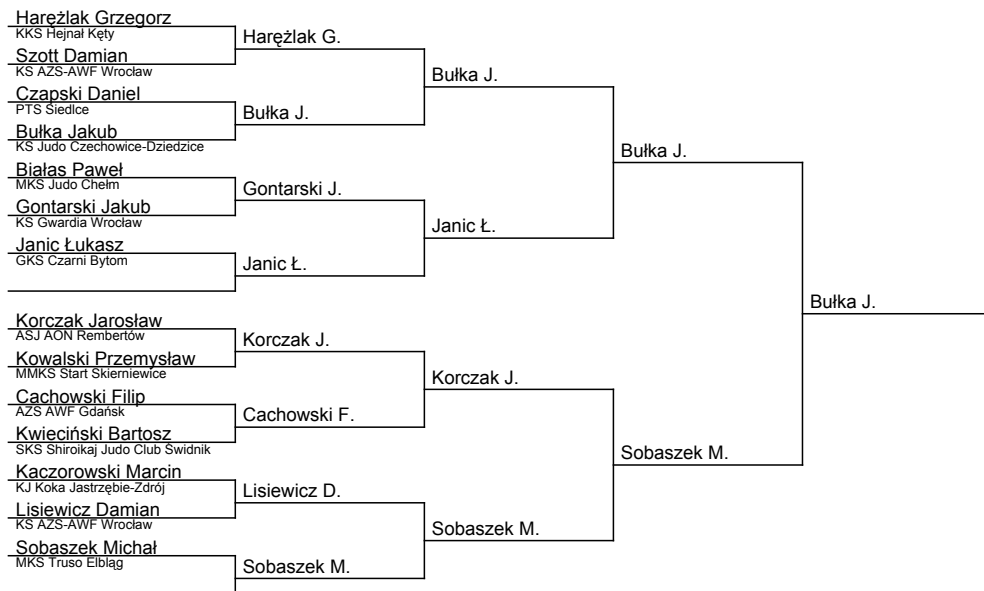 Harężlak Grzegorz
KKS Hejnał Kęty
Szott Damian
KS AZS-AWF Wrocław
Czapski Daniel
PTS Siedlce
Bułka Jakub
KS Judo Czechowice-Dziedzice
Białas Paweł
MKS Judo Chełm
Gontarski Jakub
KS Gwardia Wrocław
Janic Łukasz
GKS Czarni Bytom
Korczak Jarosław
ASJ AON Rembertów
Kowalski Przemysław
MMKS Start Skierniewice
Cachowski Filip
AZS AWF Gdańsk
Kwieciński Bartosz
SKS Shiroikaj Judo Club Świdnik
Kaczorowski Marcin
KJ Koka Jastrzębie-Zdrój
Lisiewicz Damian
KS AZS-AWF Wrocław
Sobaszek Michał
MKS Truso Elbląg
Harężlak G.
Bułka J.
Gontarski J.
Janic Ł.
Korczak J.
Cachowski F.
Lisiewicz D.
Sobaszek M.
Bułka J.
Janic Ł.
Korczak J.
Sobaszek M.
Bułka J.
Sobaszek M.
Bułka J.